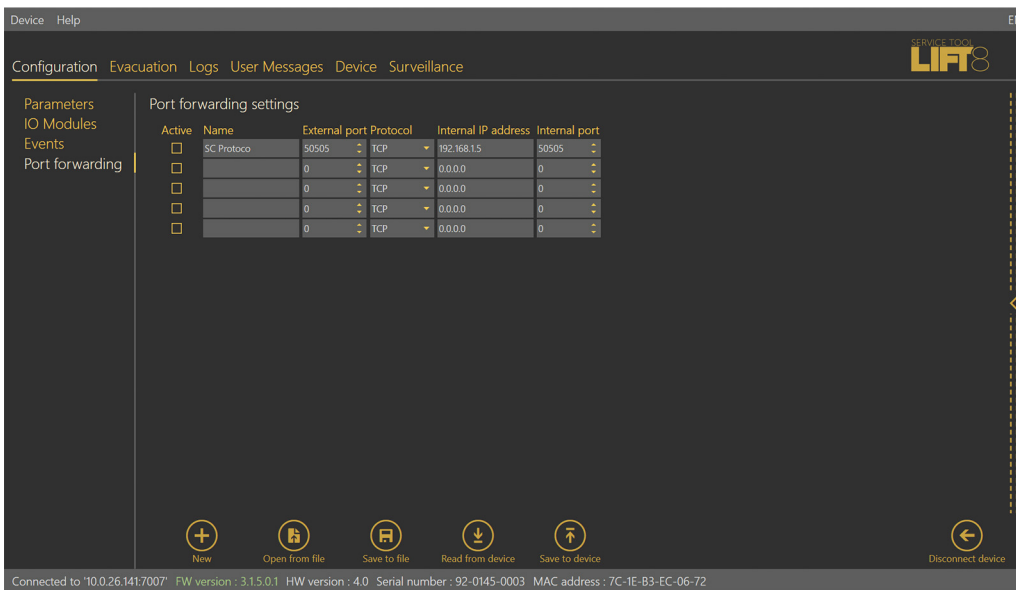 Device Help
SERVICE TOOL
LIFT8
Configuration Evacuation Logs User Messages Device Surveillance
Parameters
IO Modules
Events
Port forwarding
Port forwarding settings
Active Name External port Protocol Internal IP address Internal port
SC Protoco 50505 TCP 192.168.1.5 50505
0 TCP 0.0.0.0 0
0 TCP 0.0.0.0 0
0 TCP 0.0.0.0 0
0 TCP 0.0.0.0 0
New Open from file Save to file Read from device Save to device Disconnect device
Connected to '10.0.26.141:7007' FW version : 3.1.5.0.1 HW version : 4.0 Serial number : 92-0145-0003 MAC address : 7C-1E-B3-EC-06-72